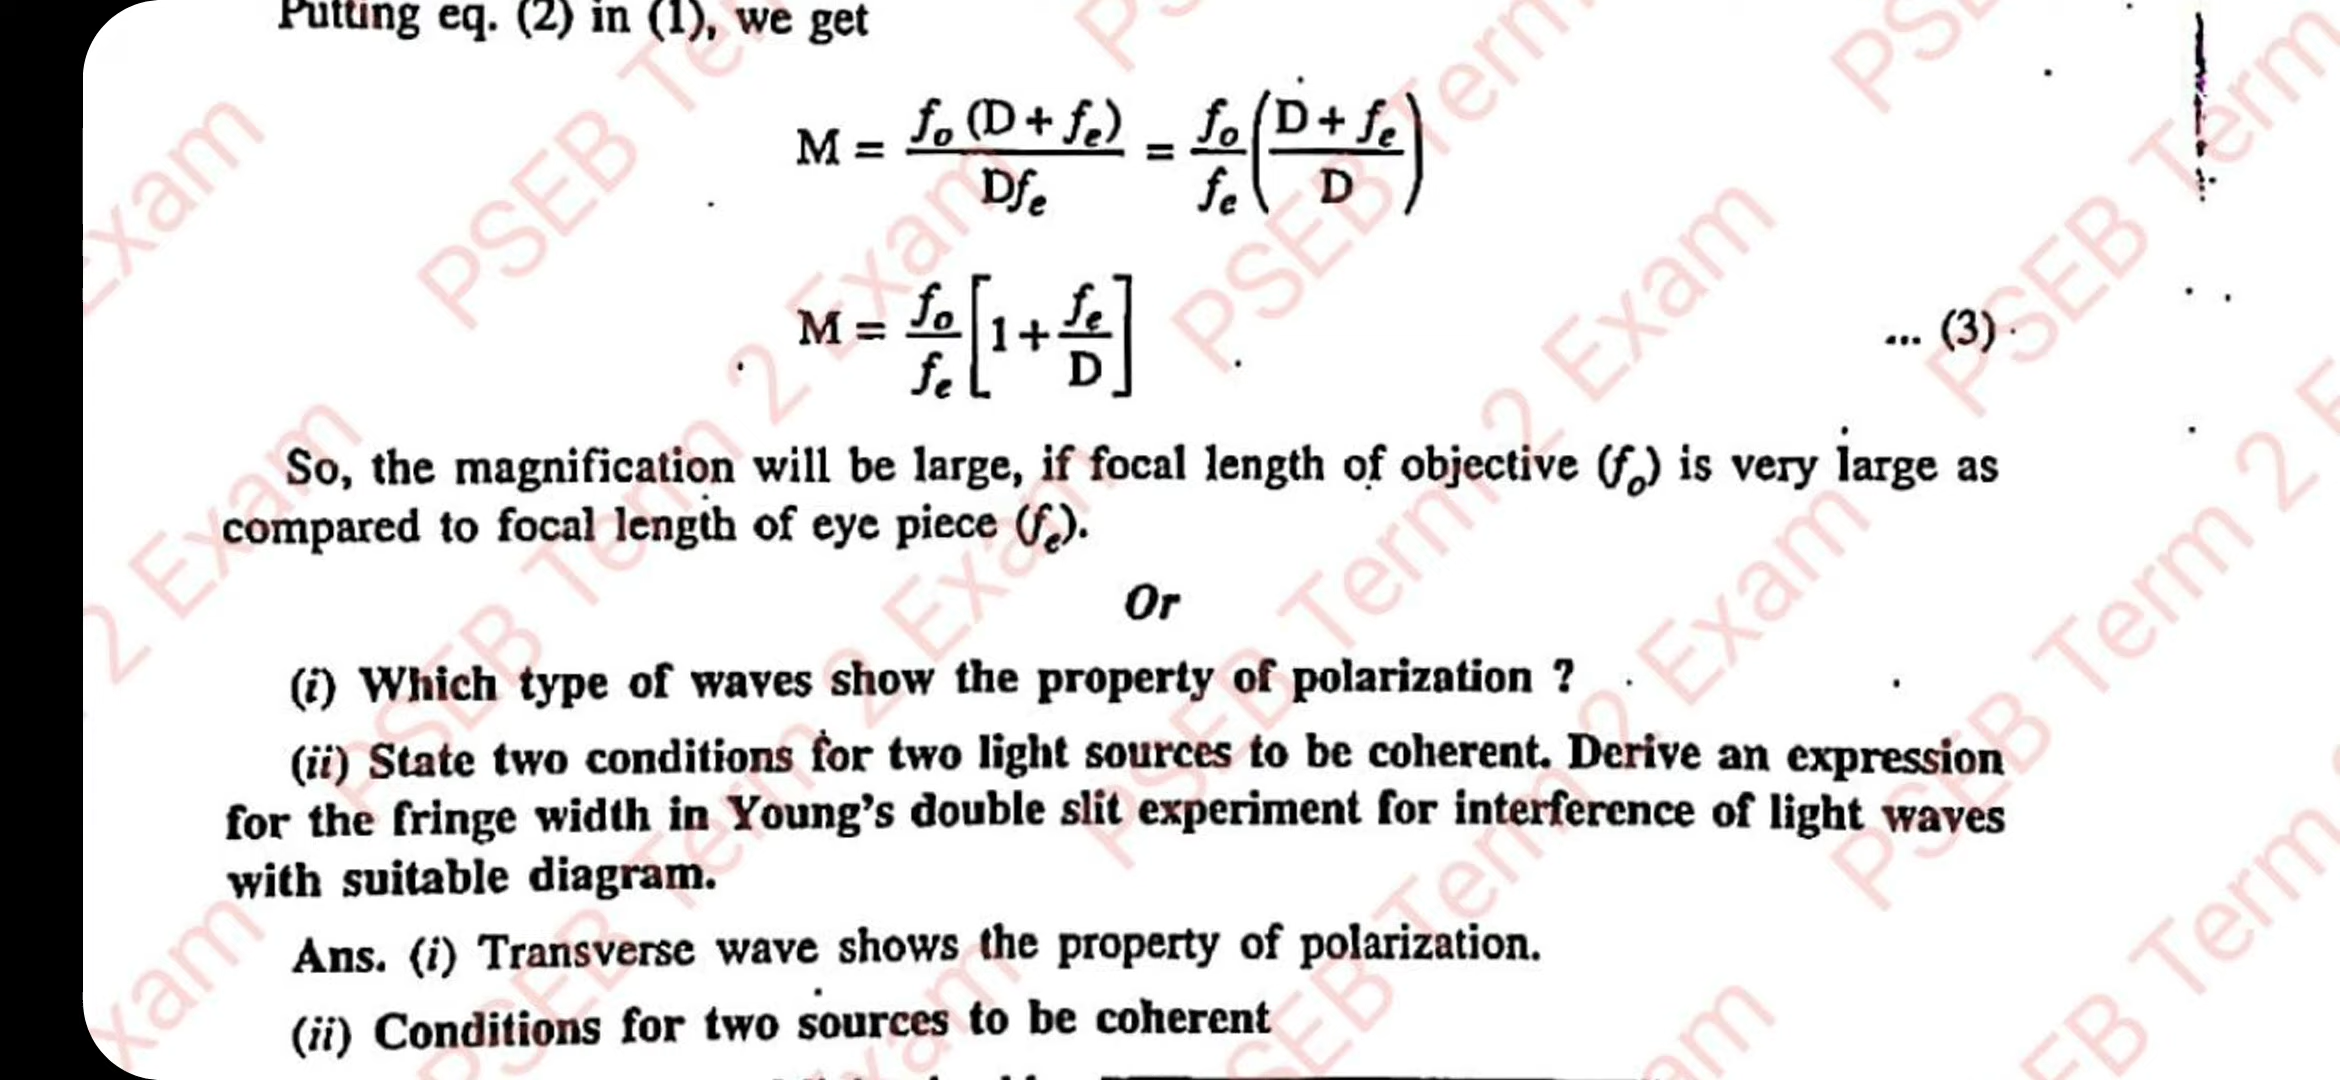 Putting eq. (2) in (1), we get
M = f_o (D + f_e) / Df_e = f_o / f_e ( D + f_e / D )
M = f_o / f_e [ 1 + f_e / D ] ... (3)
So, the magnification will be large, if focal length of objective (f_o) is very large as
compared to focal length of eye piece (f_e).
Or
(i) Which type of waves show the property of polarization ?
(ii) State two conditions for two light sources to be coherent. Derive an expression
for the fringe width in Young's double slit experiment for interference of light waves
with suitable diagram.
Ans. (i) Transverse wave shows the property of polarization.
(ii) Conditions for two sources to be coherent
PSEB Term 2 Exam